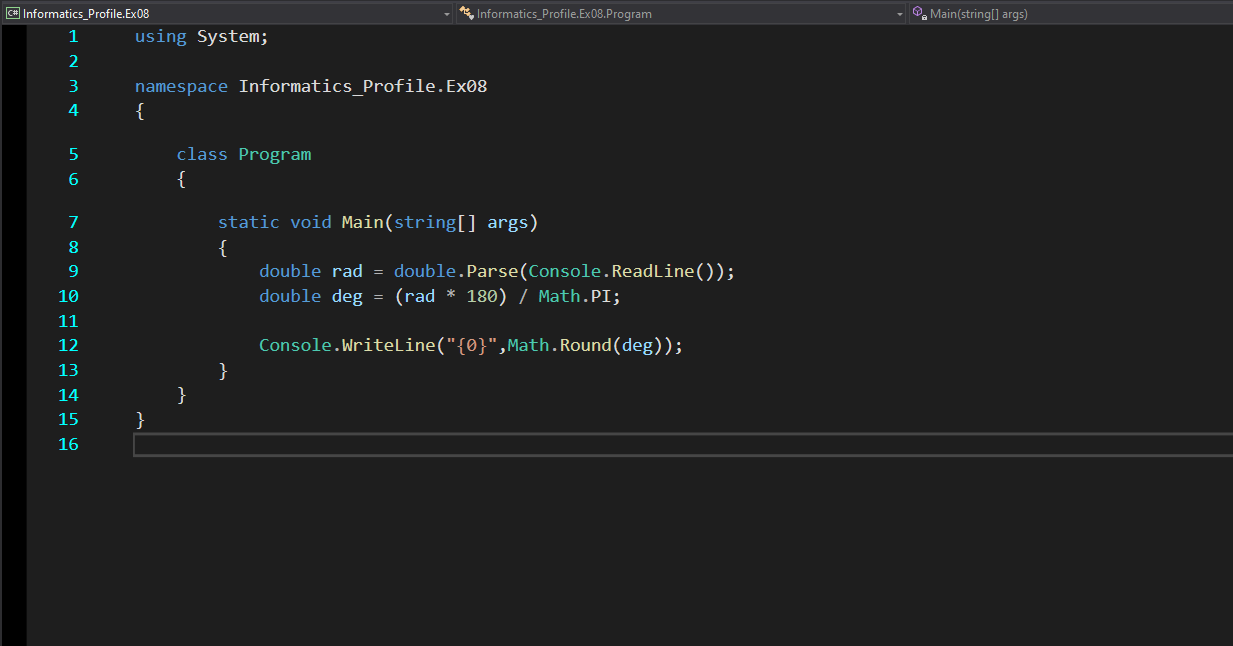 C# Informatics_Profile.Ex08 Informatics_Profile.Ex08.Program Main(string[] args)
1 using System;
2
3 namespace Informatics_Profile.Ex08
4 {
5 class Program
6 {
7 static void Main(string[] args)
8 {
9 double rad = double.Parse(Console.ReadLine());
10 double deg = (rad * 180) / Math.PI;
11
12 Console.WriteLine("{0}",Math.Round(deg));
13 }
14 }
15 }
16